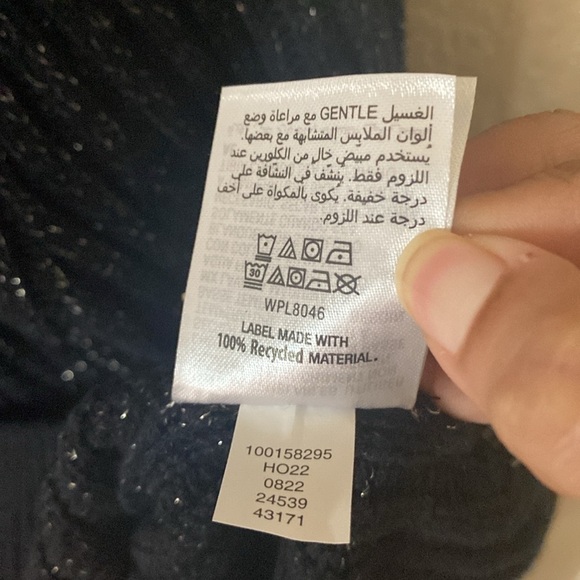 الغسيل GENTLE مع مراعاة وضع
ألوان الملابس المتشابهة مع بعضها.
يستخدم مبيض خال من الكلورين عند
اللزوم فقط. ينشف في النشافة على
درجة خفيفة. يكوى بالمكواة على أخف
درجة عند اللزوم.
30
WPL8046
LABEL MADE WITH
100% Recycled MATERIAL.
100158295
HO22
0822
24539
43171